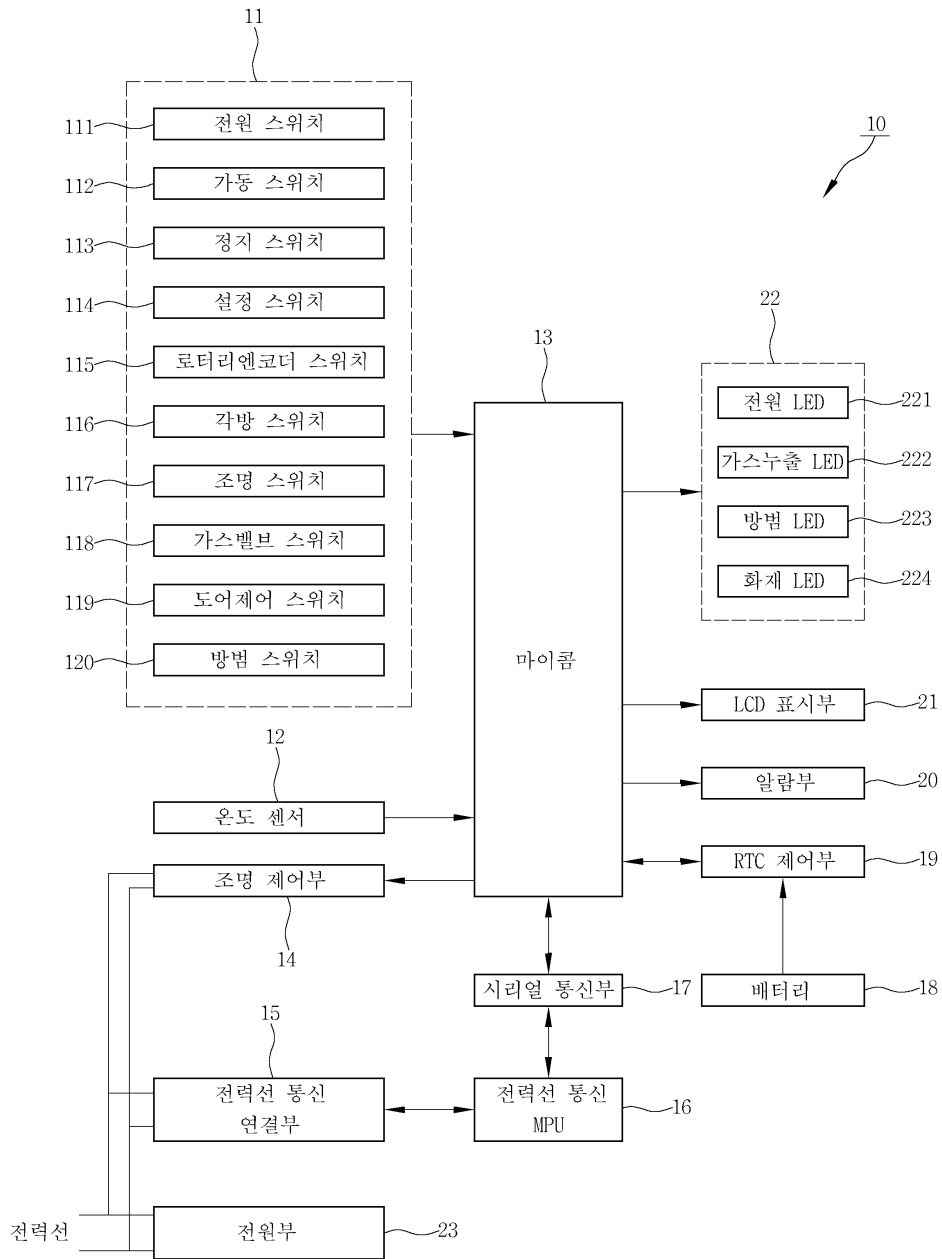 11
10
111
전원 스위치
112
가동 스위치
113
정지 스위치
114
설정 스위치
115
로터리엔코더 스위치
116
각방 스위치
117
조명 스위치
118
가스밸브 스위치
119
도어제어 스위치
120
방범 스위치
13
마이콤
22
전원 LED
221
가스누출 LED
222
방범 LED
223
화재 LED
224
LCD 표시부
21
알람부
20
RTC 제어부
19
배터리
18
12
온도 센서
조명 제어부
14
시리얼 통신부
17
15
전력선 통신
연결부
전력선 통신
MPU
16
전력선
전원부
23